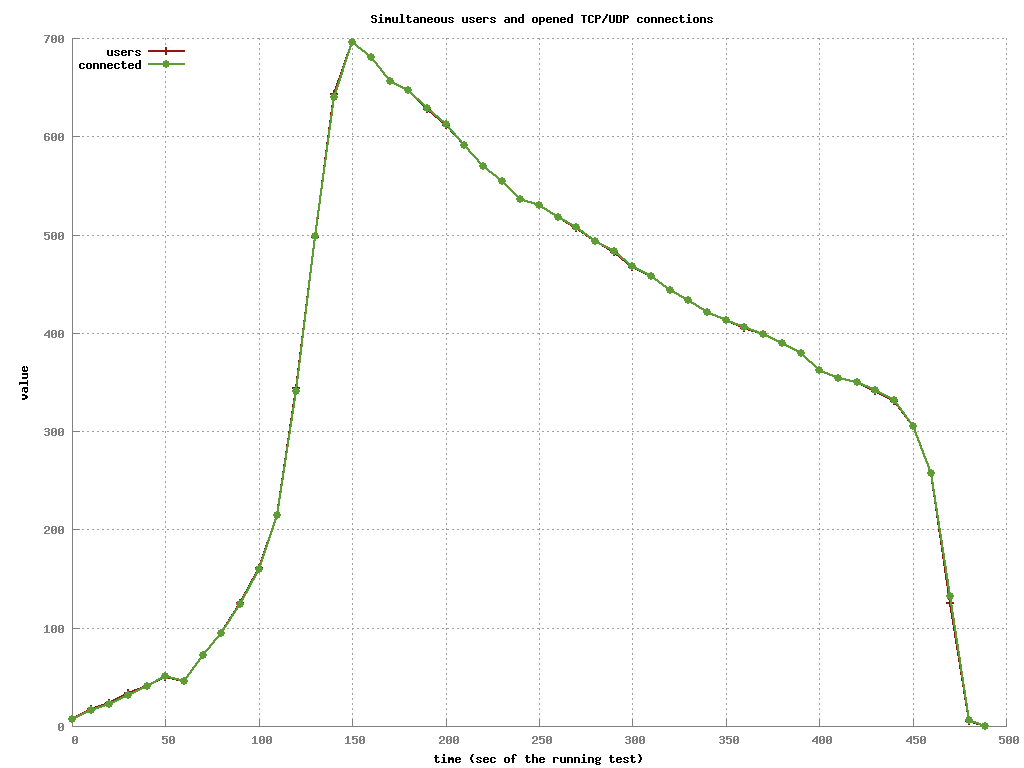 Simultaneous users and opened TCP/UDP connections
users
connected
700
600
500
400
300
200
100
0
value
0 50 100 150 200 250 300 350 400 450 500
time (sec of the running test)